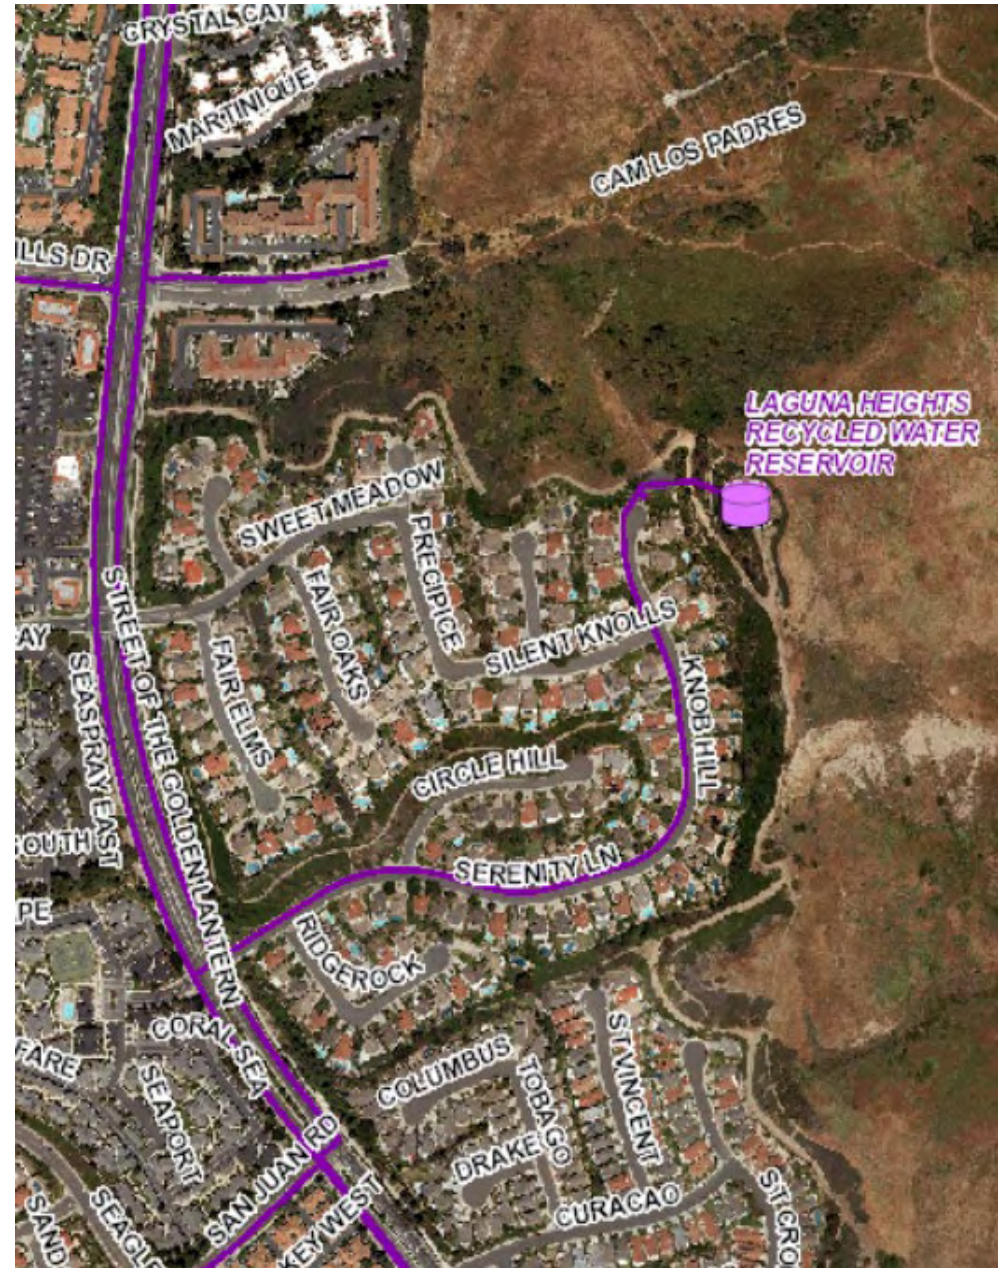 CRYSTAL CAY
MARTINIQUE
CAM LOS PADRES
ILLS DR
LAGUNA HEIGHTS
RECYCLED WATER
RESERVOIR
SWEET MEADOW
PRECIPICE
FAIR OAKS
SILENT KNOLLS
AY
FAIR ELMS
KNOB HILL
STREET OF THE GOLDEN LANTERN
SEASPRAY EAST
CIRCLE HILL
SOUTH
SERENITY LN
PE
RIDGEROCK
CORAL SEA
FARE
COLUMBUS
ST VINCENT
SEAPORT
TOBAGO
DRAKE
SAN JUAN RD
CURACAO
ST CRO
KEY WEST
SEAGLE
SAND